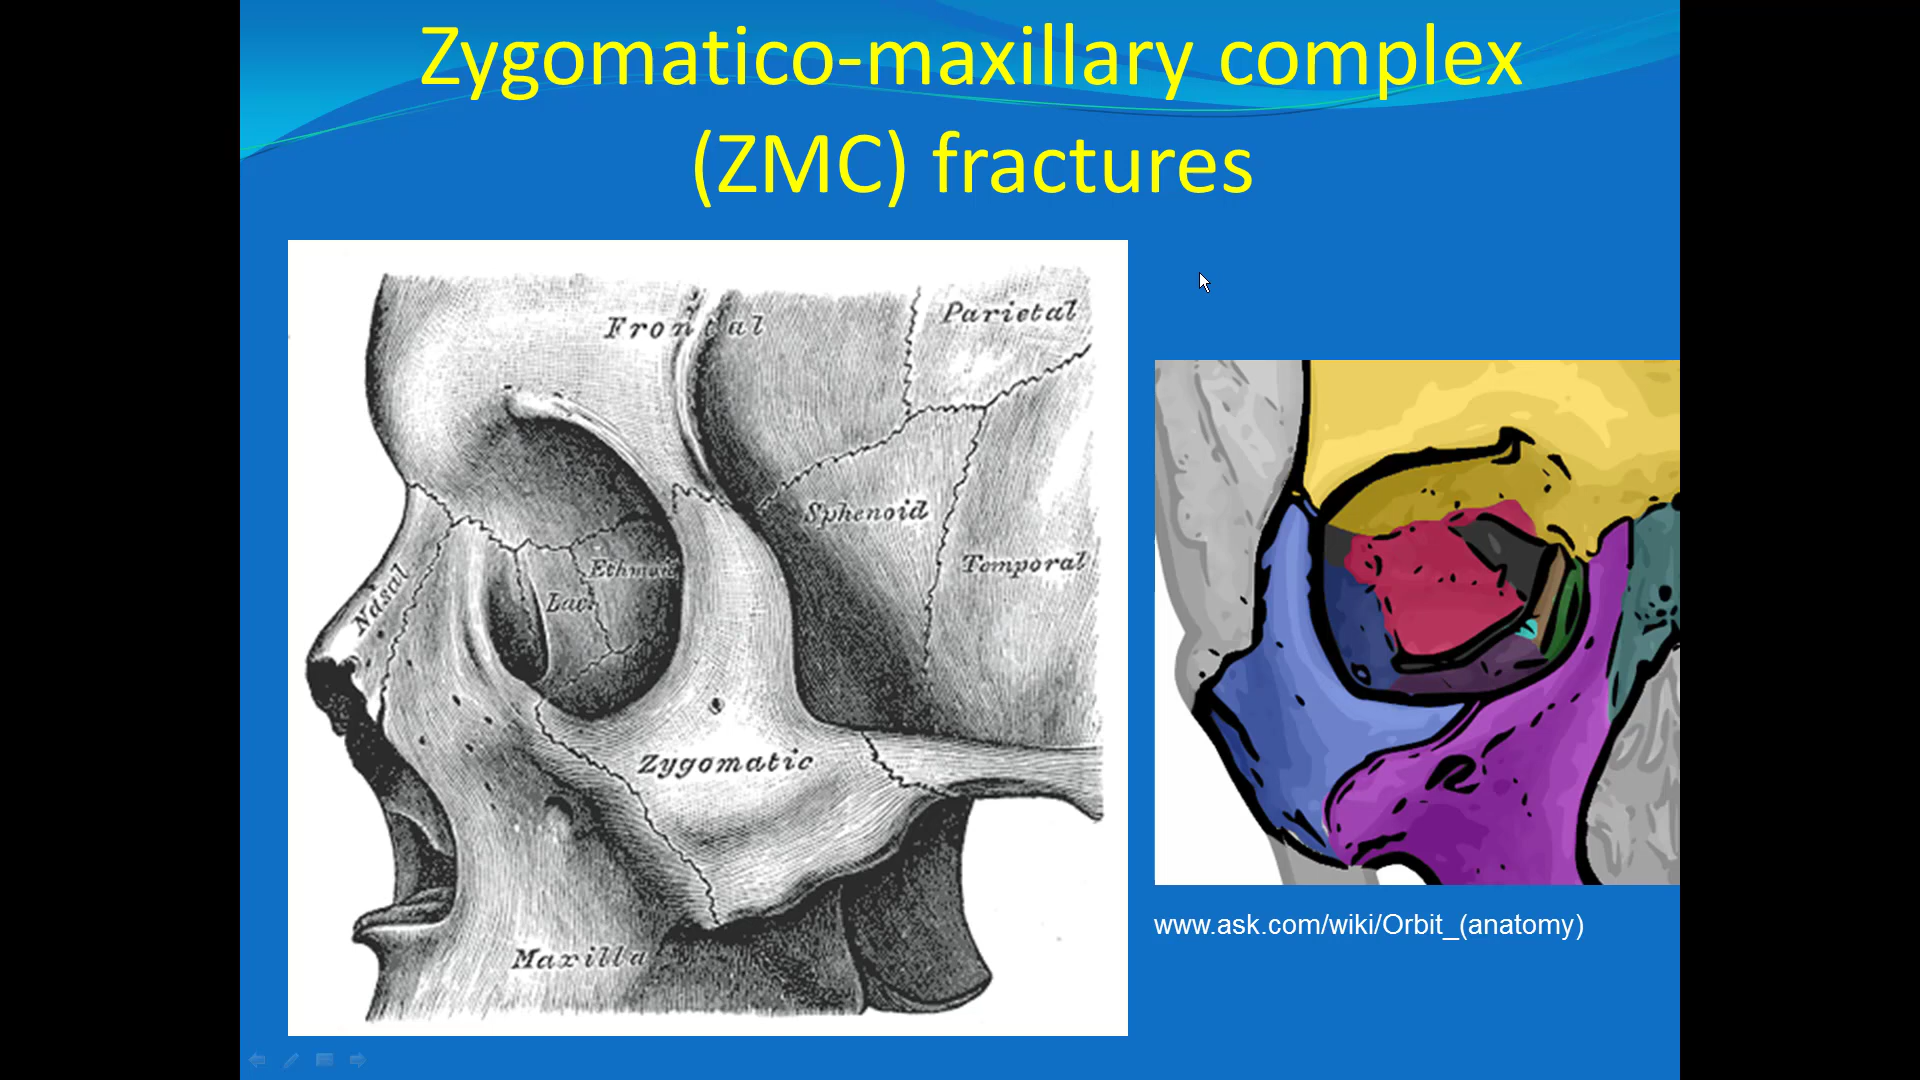 Zygomatico-maxillary complex
(ZMC) fractures
Frontal
Parietal
Sphenoid
Temporal
Ethmoid
Lac.
Nasal
Zygomatic
Maxilla
www.ask.com/wiki/Orbit_(anatomy)